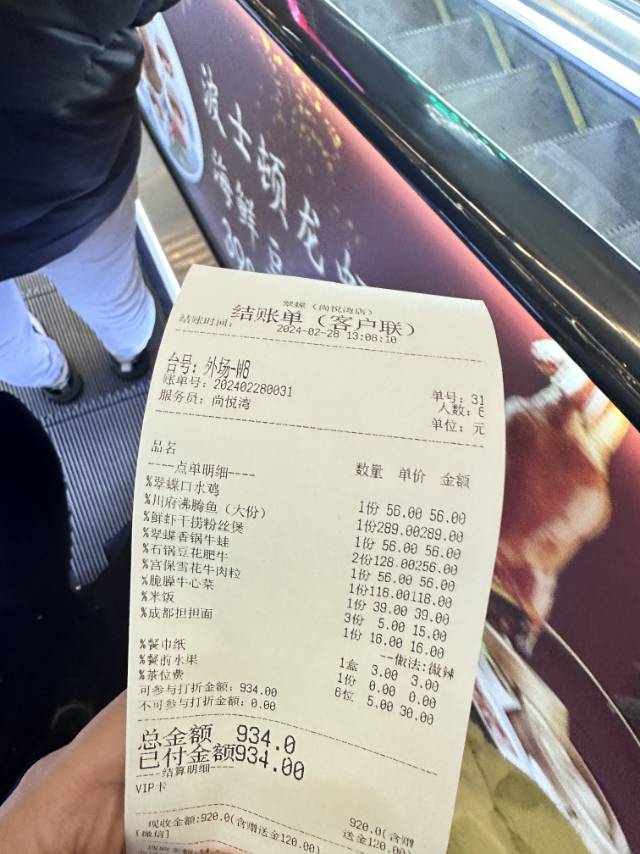 波士顿龙
海鲜豆
翠蝶（尚悦湾店）
结账单（客户联）
结账时间： 2024-02-28 13:08:10
台号：外场-W8
账单号：202402280031 单号：31
服务员：尚悦湾 人数：6
单位：元
品名 数量 单价 金额
----点单明细----
%翠蝶口水鸡 1份 56.00 56.00
%川府沸腾鱼（大份） 1份289.00289.00
%鲜虾干捞粉丝煲 1份 56.00 56.00
%翠蝶香锅牛蛙 2份128.00256.00
%石锅豆花肥牛 1份 56.00 56.00
%宫保雪花牛肉粒 1份118.00118.00
%脆臊牛心菜 1份 39.00 39.00
%米饭 3份 5.00 15.00
%成都担担面 1份 16.00 16.00
--做法:微辣
%餐巾纸 1盒 3.00 3.00
%餐前水果 1份 0.00 0.00
%茶位费 6位 5.00 30.00
可参与打折金额：934.00
不可参与打折金额：0.00
总金额 934.0
已付金额934.00
----结算明细----
VIP卡
现收金额:920.0(含赠送金120.00) 920.0(含赠送金120.00)
[微信]